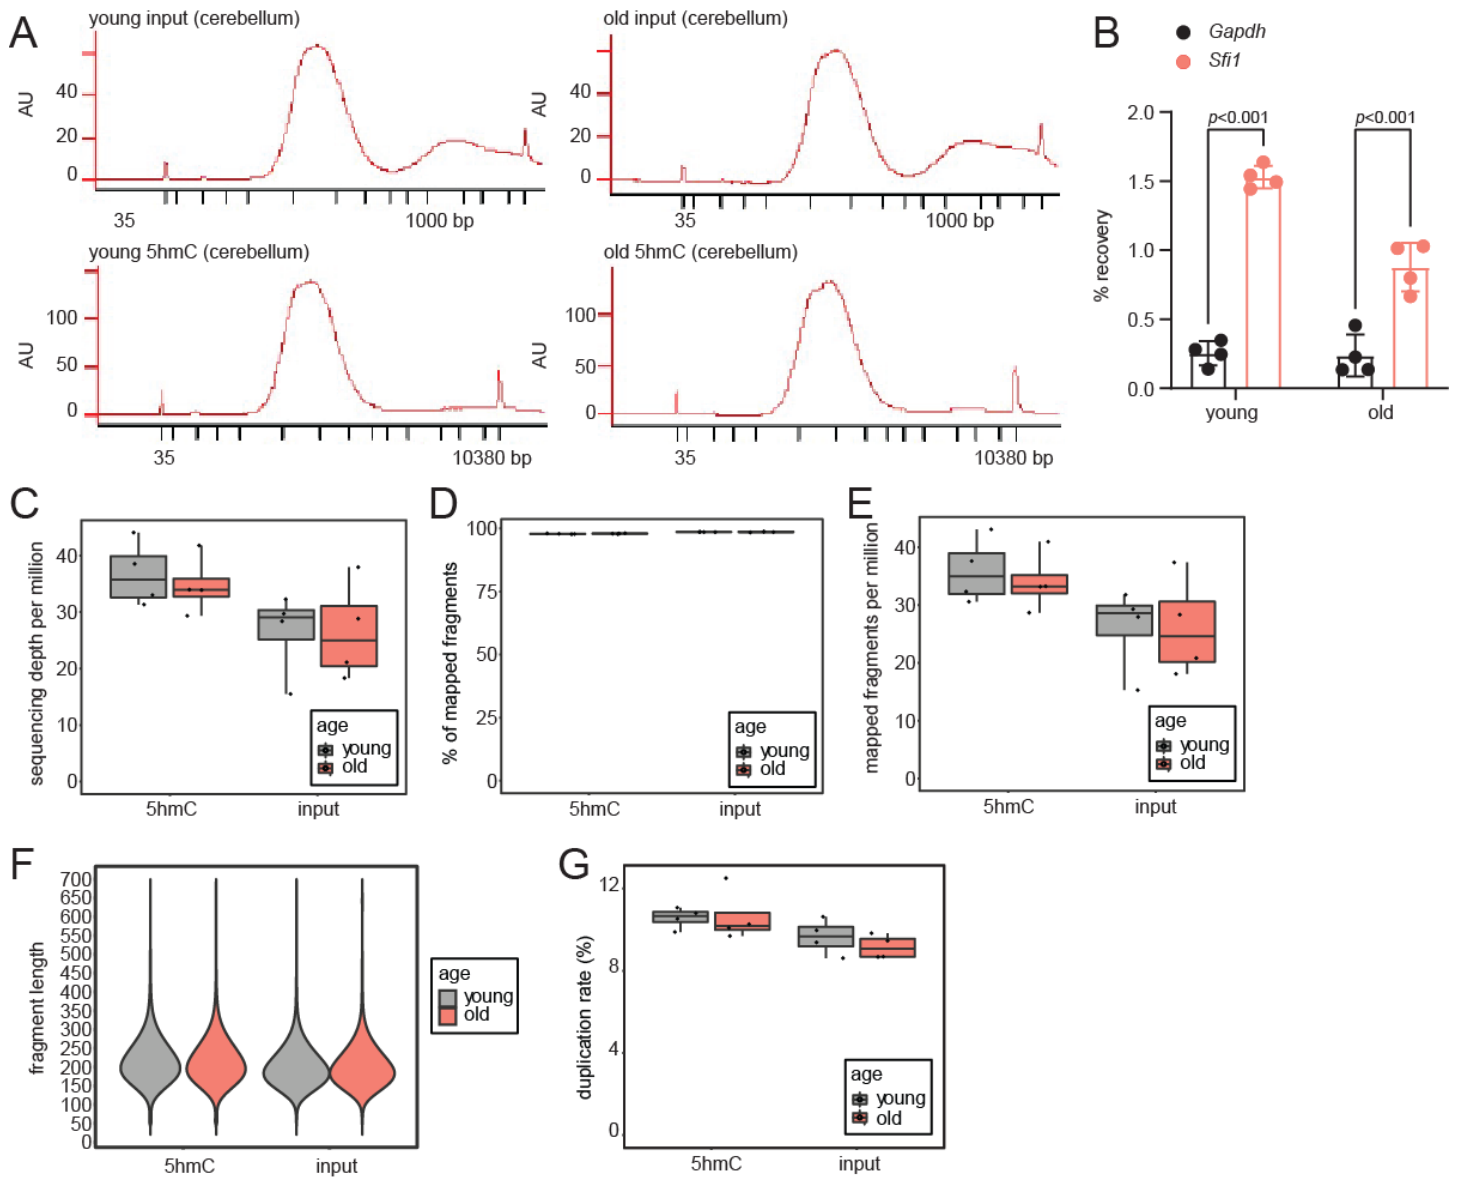 A
young input (cerebellum)
AU
40
20
0
35
1000 bp
old input (cerebellum)
AU
40
20
0
35
1000 bp
young 5hmC (cerebellum)
AU
100
50
0
35
10380 bp
old 5hmC (cerebellum)
AU
100
50
0
35
10380 bp
B
Gapdh
Sfi1
% recovery
2.0
1.5
1.0
0.5
0.0
p<0.001
p<0.001
young
old
C
sequencing depth per million
40
30
20
10
0
age
young
old
5hmC
input
D
% of mapped fragments
100
75
50
25
0
age
young
old
5hmC
input
E
mapped fragments per million
40
30
20
10
0
age
young
old
5hmC
input
F
fragment length
700
650
600
550
500
450
400
350
300
250
200
150
100
50
0
5hmC
input
age
young
old
G
duplication rate (%)
12
8
4
0
age
young
old
5hmC
input